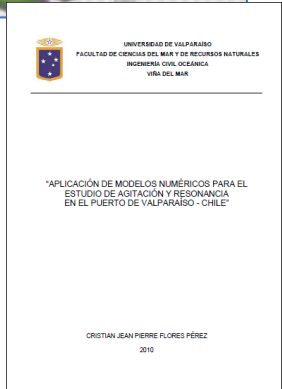 UNIVERSIDAD DE VALPARAÍSO
FACULTAD DE CIENCIAS DEL MAR Y DE RECURSOS NATURALES
INGENIERÍA CIVIL OCEÁNICA
VIÑA DEL MAR
"APLICACIÓN DE MODELOS NUMÉRICOS PARA EL
ESTUDIO DE AGITACIÓN Y RESONANCIA
EN EL PUERTO DE VALPARAÍSO - CHILE"
CRISTIAN JEAN PIERRE FLORES PÉREZ
2010